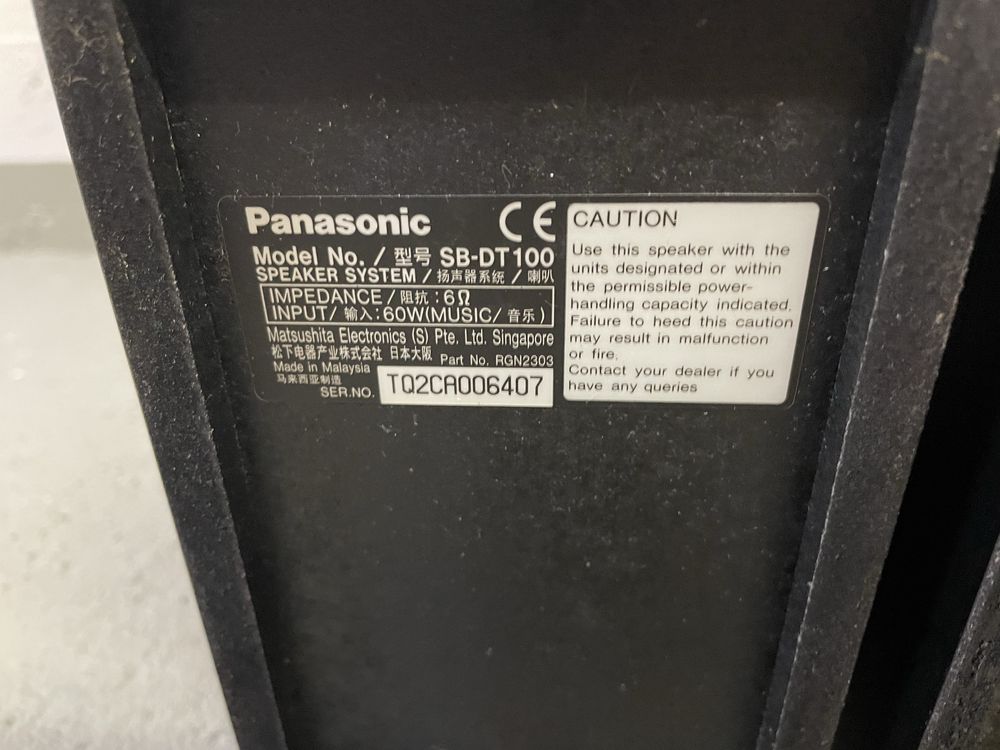 Panasonic CE
Model No. / 型号 SB-DT100
SPEAKER SYSTEM / 扬声器系统 / 喇叭
IMPEDANCE / 阻抗 : 6Ω
INPUT / 输入 : 60W(MUSIC/ 音乐 )
Matsushita Electronics (S) Pte. Ltd. Singapore
松下电器产业株式会社 日本大阪 Part No. RGN2303
Made in Malaysia
马来西亚制造
SER.NO. TQ2CA006407
CAUTION
Use this speaker with the
units designated or within
the permissible power-
handling capacity indicated.
Failure to heed this caution
may result in malfunction
or fire.
Contact your dealer if you
have any queries